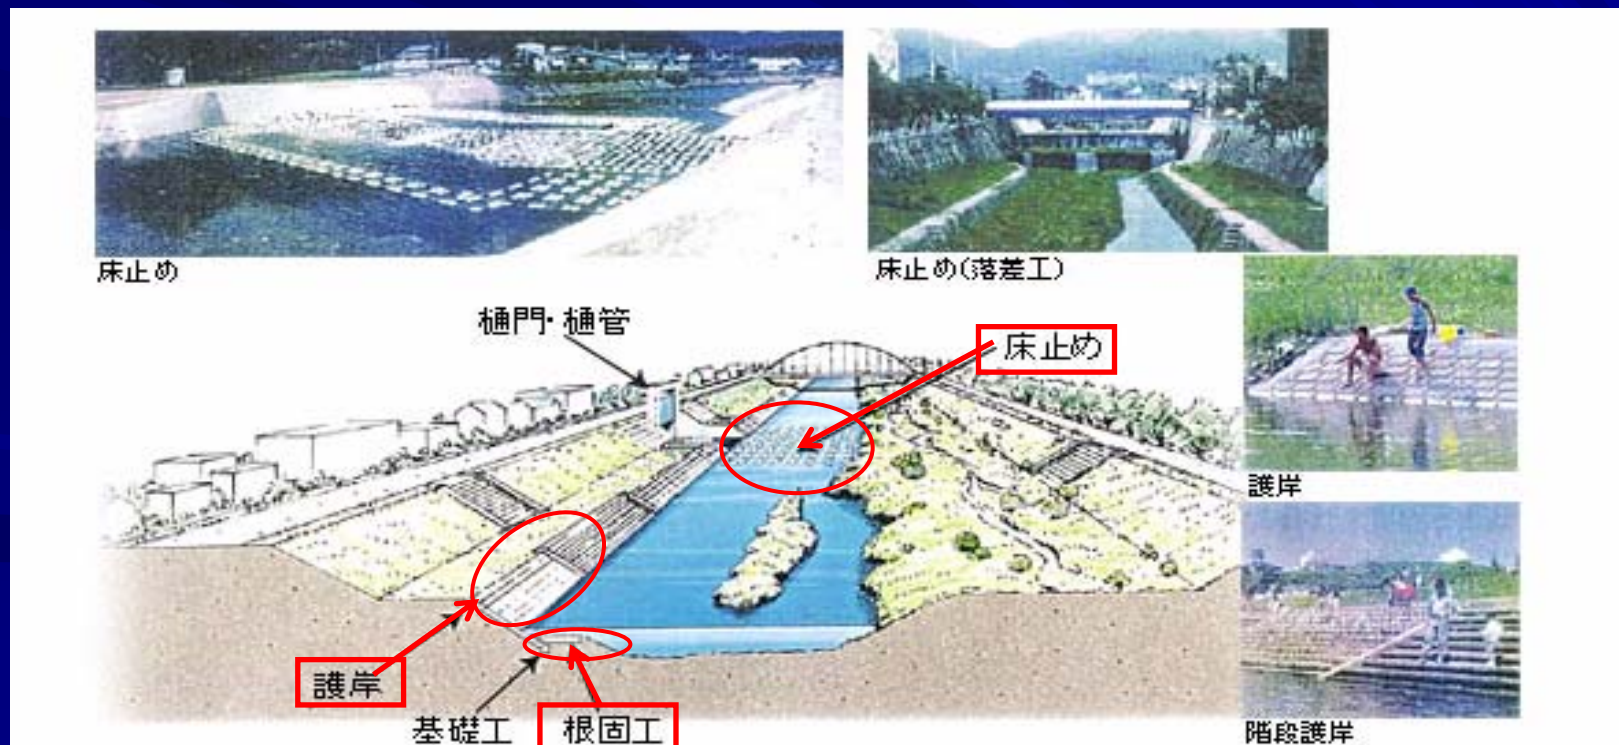 床止め
床止め(落差工)
樋門・樋管
床止め
護岸
護岸
基礎工
根固工
階段護岸